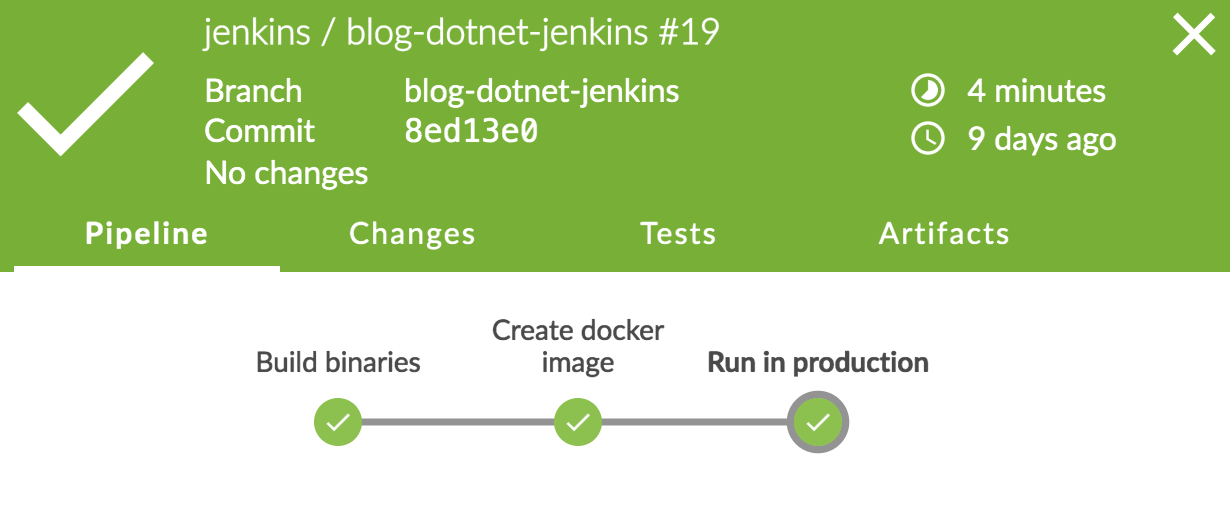 jenkins / blog-dotnet-jenkins #19
Branch blog-dotnet-jenkins
4 minutes
Commit 8ed13e0
9 days ago
No changes
Pipeline Changes Tests Artifacts
Build binaries
Create docker
image
Run in production